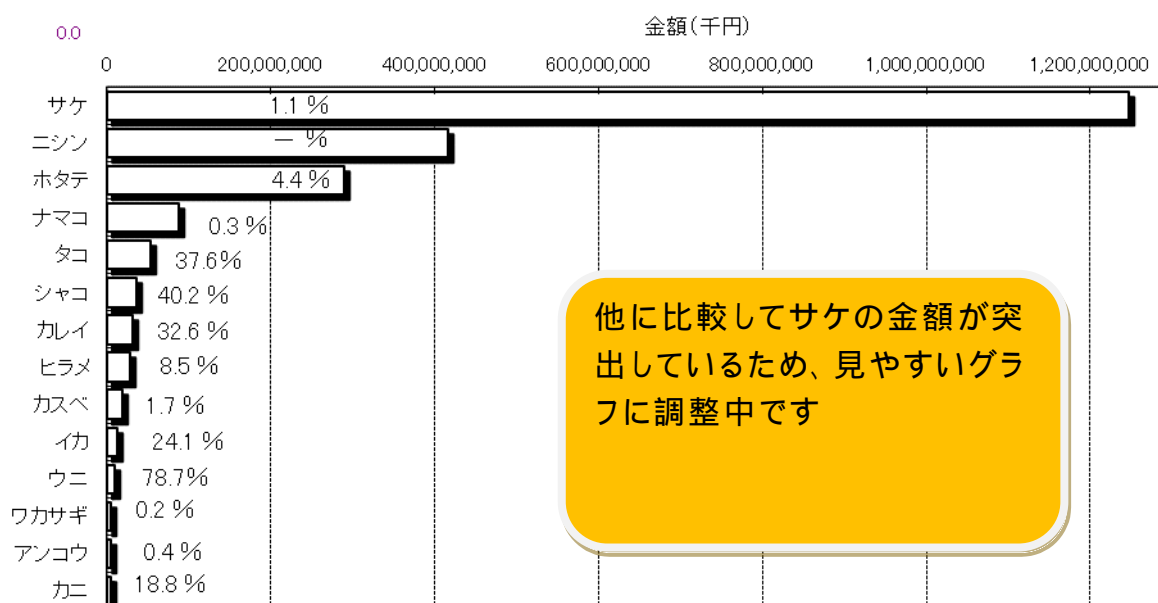 金額(千円)
0.0
0 200,000,000 400,000,000 600,000,000 800,000,000 1,000,000,000 1,200,000,000
サケ 1.1 %
ニシン ー %
ホタテ 4.4 %
ナマコ 0.3 %
タコ 37.6%
シャコ 40.2 %
カレイ 32.6 %
ヒラメ 8.5 %
カスベ 1.7 %
イカ 24.1 %
ウニ 78.7%
ワカサギ 0.2 %
アンコウ 0.4 %
カニ 18.8 %
他に比較してサケの金額が突
出しているため、見やすいグラ
フに調整中です